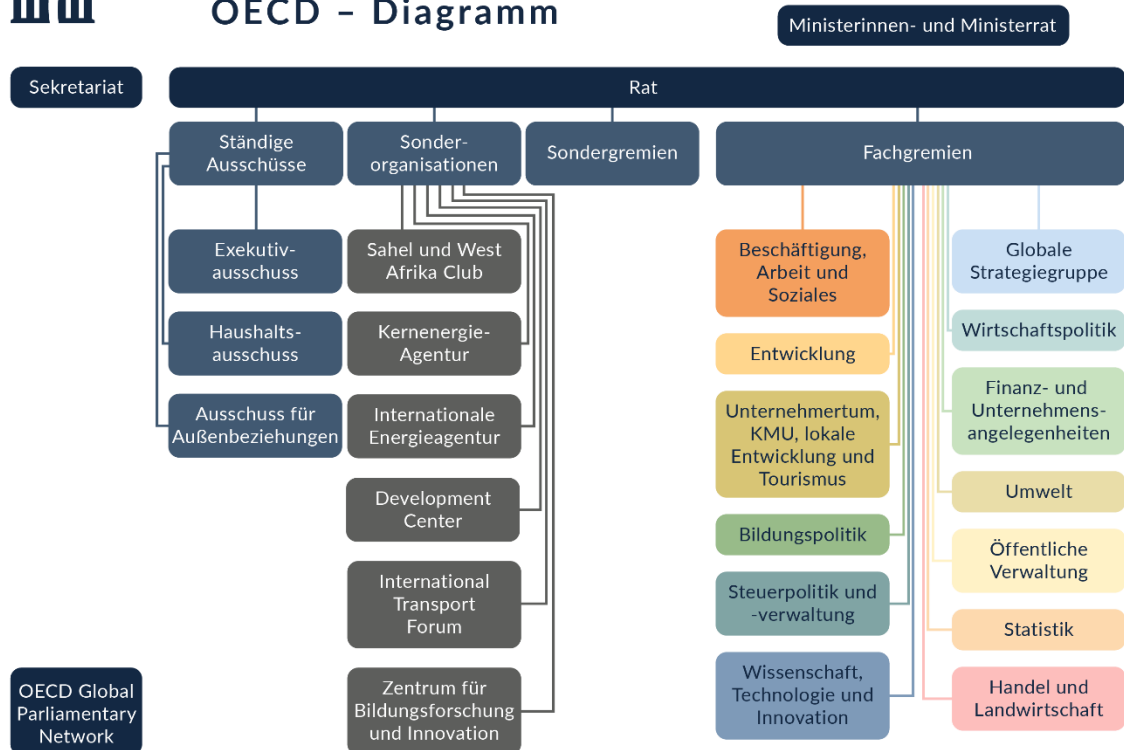 OECD – Diagramm
Ministerinnen- und Ministerrat
Sekretariat
Rat
Ständige
Ausschüsse
Sonder-
organisationen
Sondergremien
Fachgremien
Exekutiv-
ausschuss
Haushalts-
ausschuss
Ausschuss für
Außenbeziehungen
Sahel und West
Afrika Club
Kernenergie-
Agentur
Internationale
Energieagentur
Development
Center
International
Transport
Forum
Zentrum für
Bildungsforschung
und Innovation
Beschäftigung,
Arbeit und
Soziales
Entwicklung
Unternehmertum,
KMU, lokale
Entwicklung und
Tourismus
Bildungspolitik
Steuerpolitik und
-verwaltung
Wissenschaft,
Technologie und
Innovation
Globale
Strategiegruppe
Wirtschaftspolitik
Finanz- und
Unternehmens-
angelegenheiten
Umwelt
Öffentliche
Verwaltung
Statistik
Handel und
Landwirtschaft
OECD Global
Parliamentary
Network